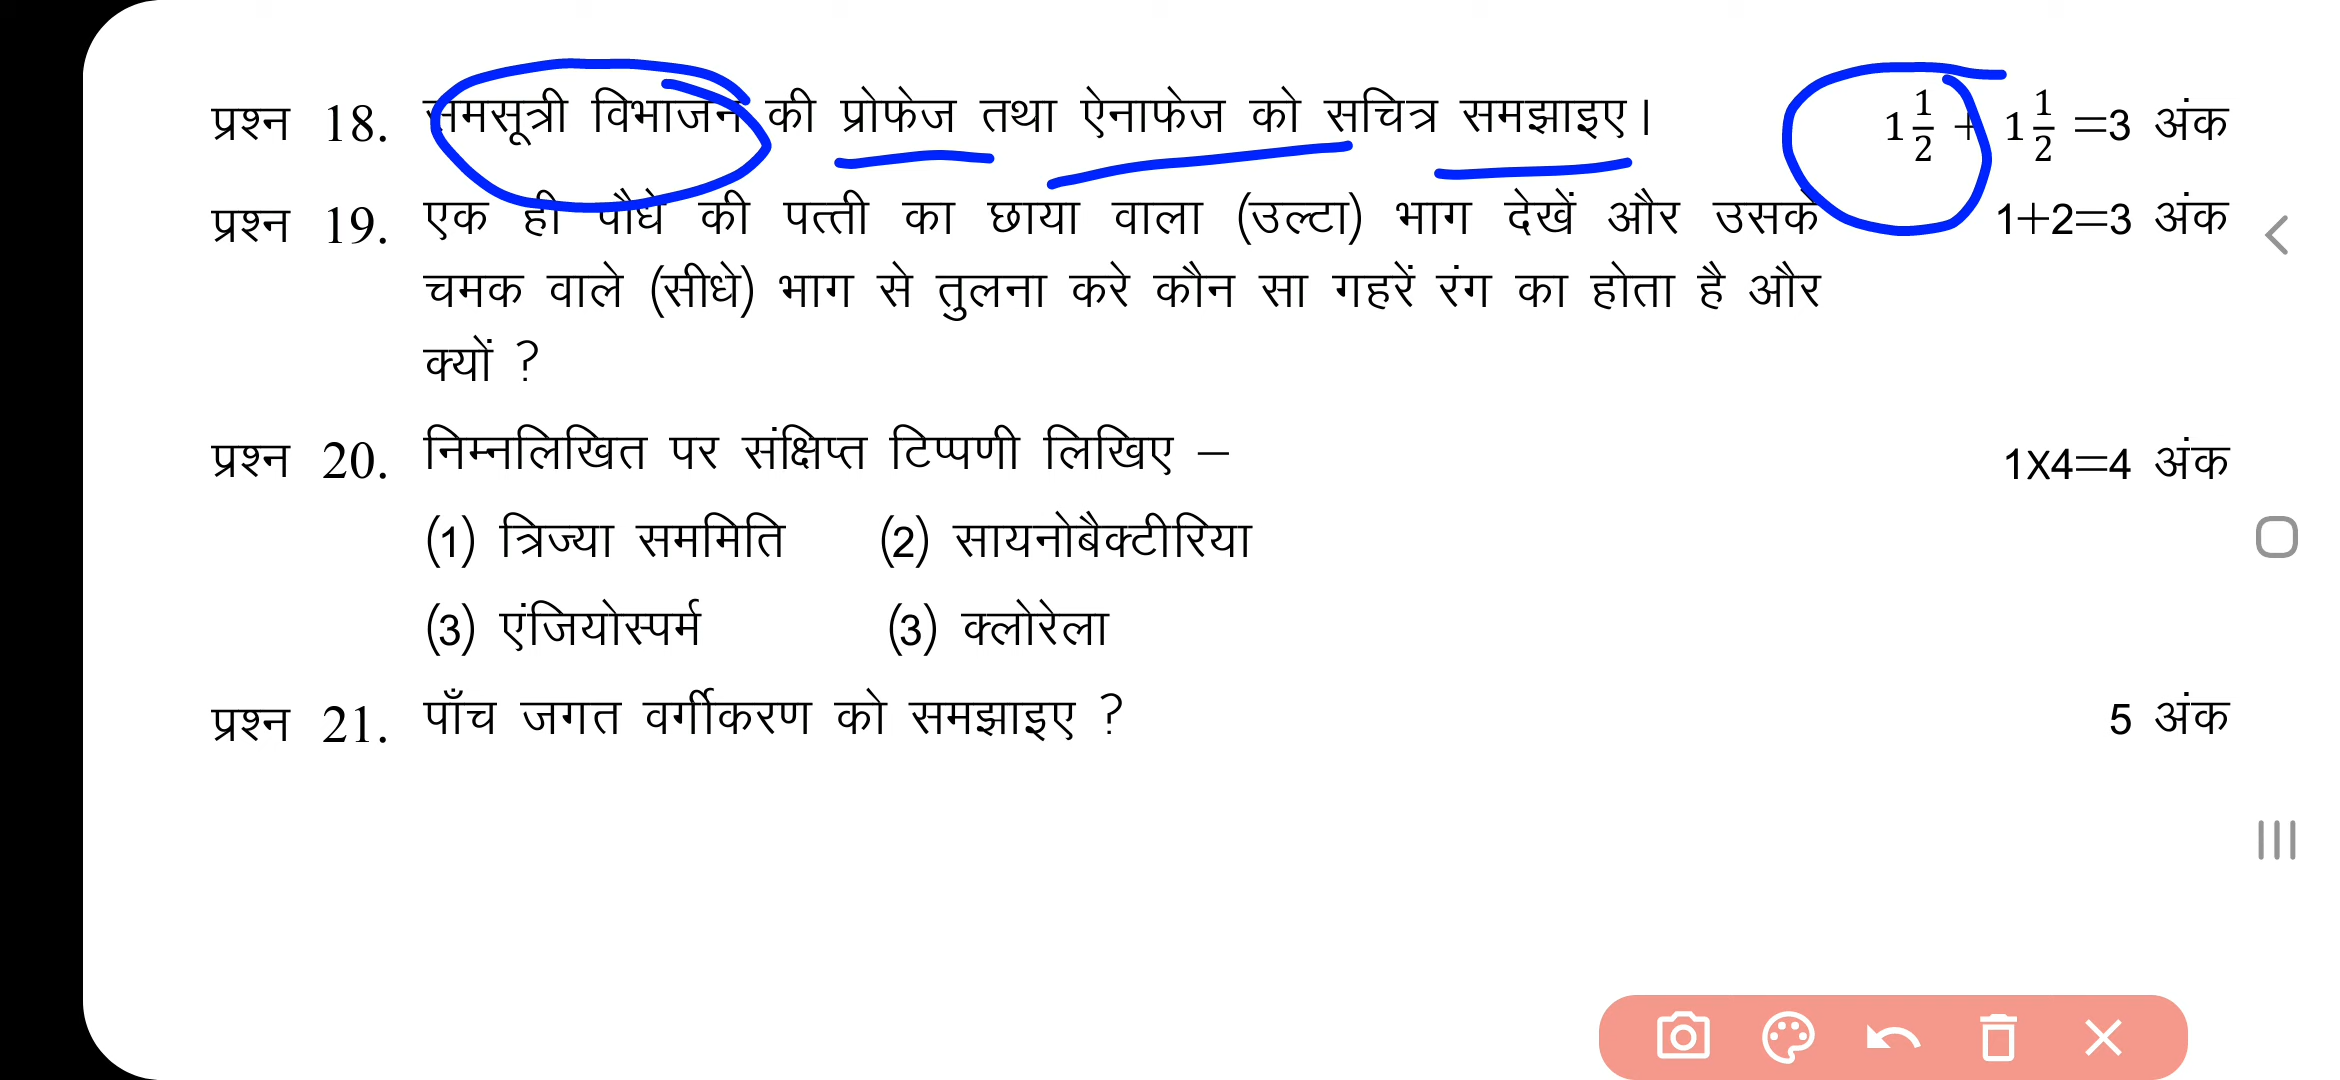 प्रश्न 18. समसूत्री विभाजन की प्रोफेज तथा ऐनाफेज को सचित्र समझाइए। 1 1/2 + 1 1/2 =3 अंक
प्रश्न 19. एक ही पौधे की पत्ती का छाया वाला (उल्टा) भाग देखें और उसके 1+2=3 अंक
चमक वाले (सीधे) भाग से तुलना करे कौन सा गहरें रंग का होता है और
क्यों ?
प्रश्न 20. निम्नलिखित पर संक्षिप्त टिप्पणी लिखिए – 1X4=4 अंक
(1) त्रिज्या सममिति (2) सायनोबैक्टीरिया
(3) एंजियोस्पर्म (3) क्लोरेला
प्रश्न 21. पाँच जगत वर्गीकरण को समझाइए ? 5 अंक